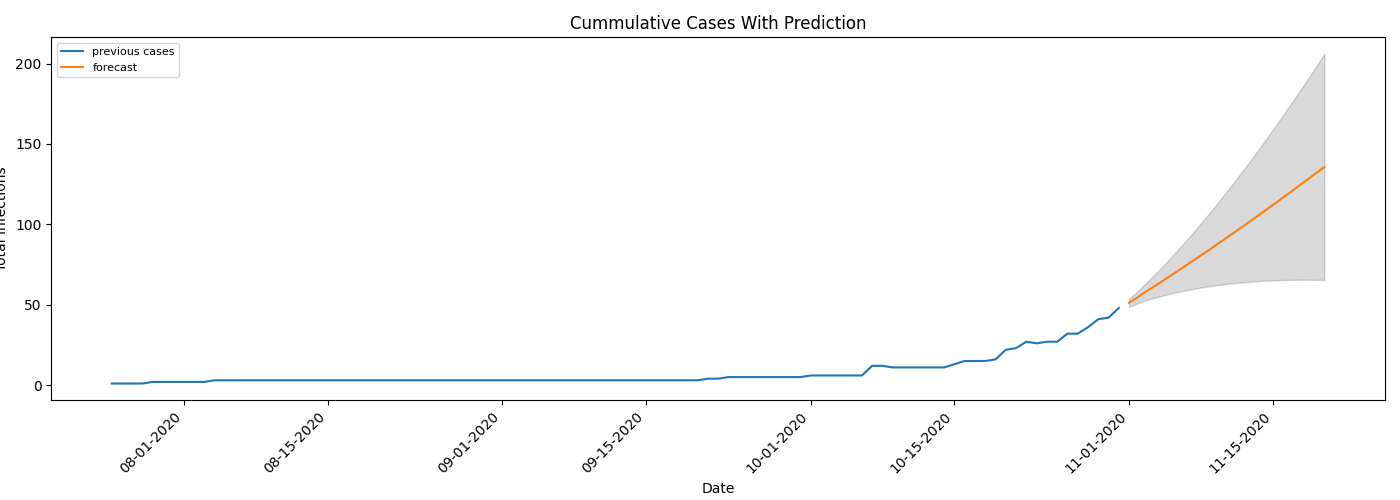 Cummulative Cases With Prediction
previous cases
forecast
200
150
100
50
0
Total Infections
08-01-2020
08-15-2020
09-01-2020
09-15-2020
10-01-2020
10-15-2020
11-01-2020
11-15-2020
Date